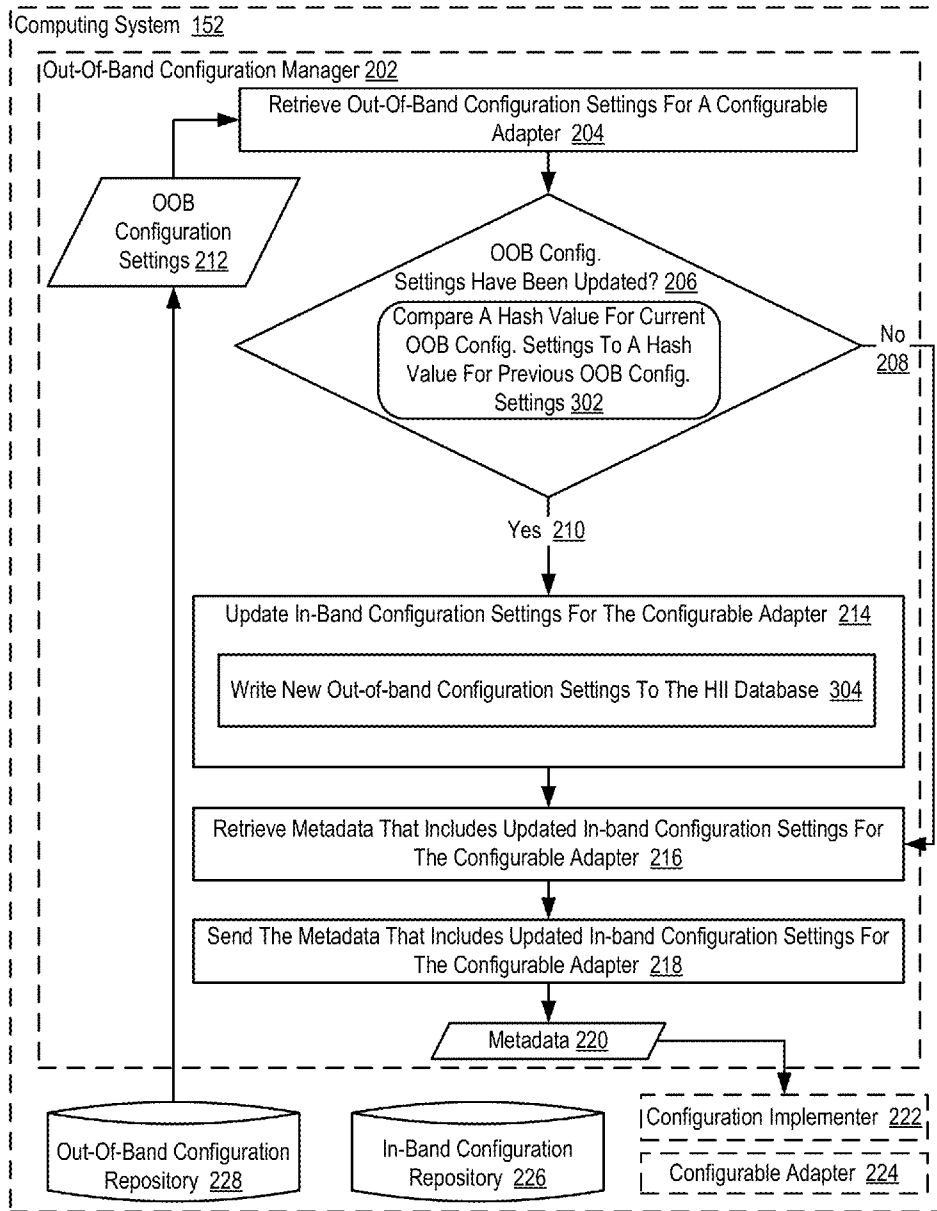 Computing System 152
Out-Of-Band Configuration Manager 202
Retrieve Out-Of-Band Configuration Settings For A Configurable
Adapter 204
OOB
Configuration
Settings 212
OOB Config.
Settings Have Been Updated? 206
Compare A Hash Value For Current
OOB Config. Settings To A Hash
Value For Previous OOB Config.
Settings 302
No
208
Yes 210
Update In-Band Configuration Settings For The Configurable Adapter 214
Write New Out-of-band Configuration Settings To The HII Database 304
Retrieve Metadata That Includes Updated In-band Configuration Settings For
The Configurable Adapter 216
Send The Metadata That Includes Updated In-band Configuration Settings For
The Configurable Adapter 218
Metadata 220
Out-Of-Band Configuration
Repository 228
In-Band Configuration
Repository 226
Configuration Implementer 222
Configurable Adapter 224